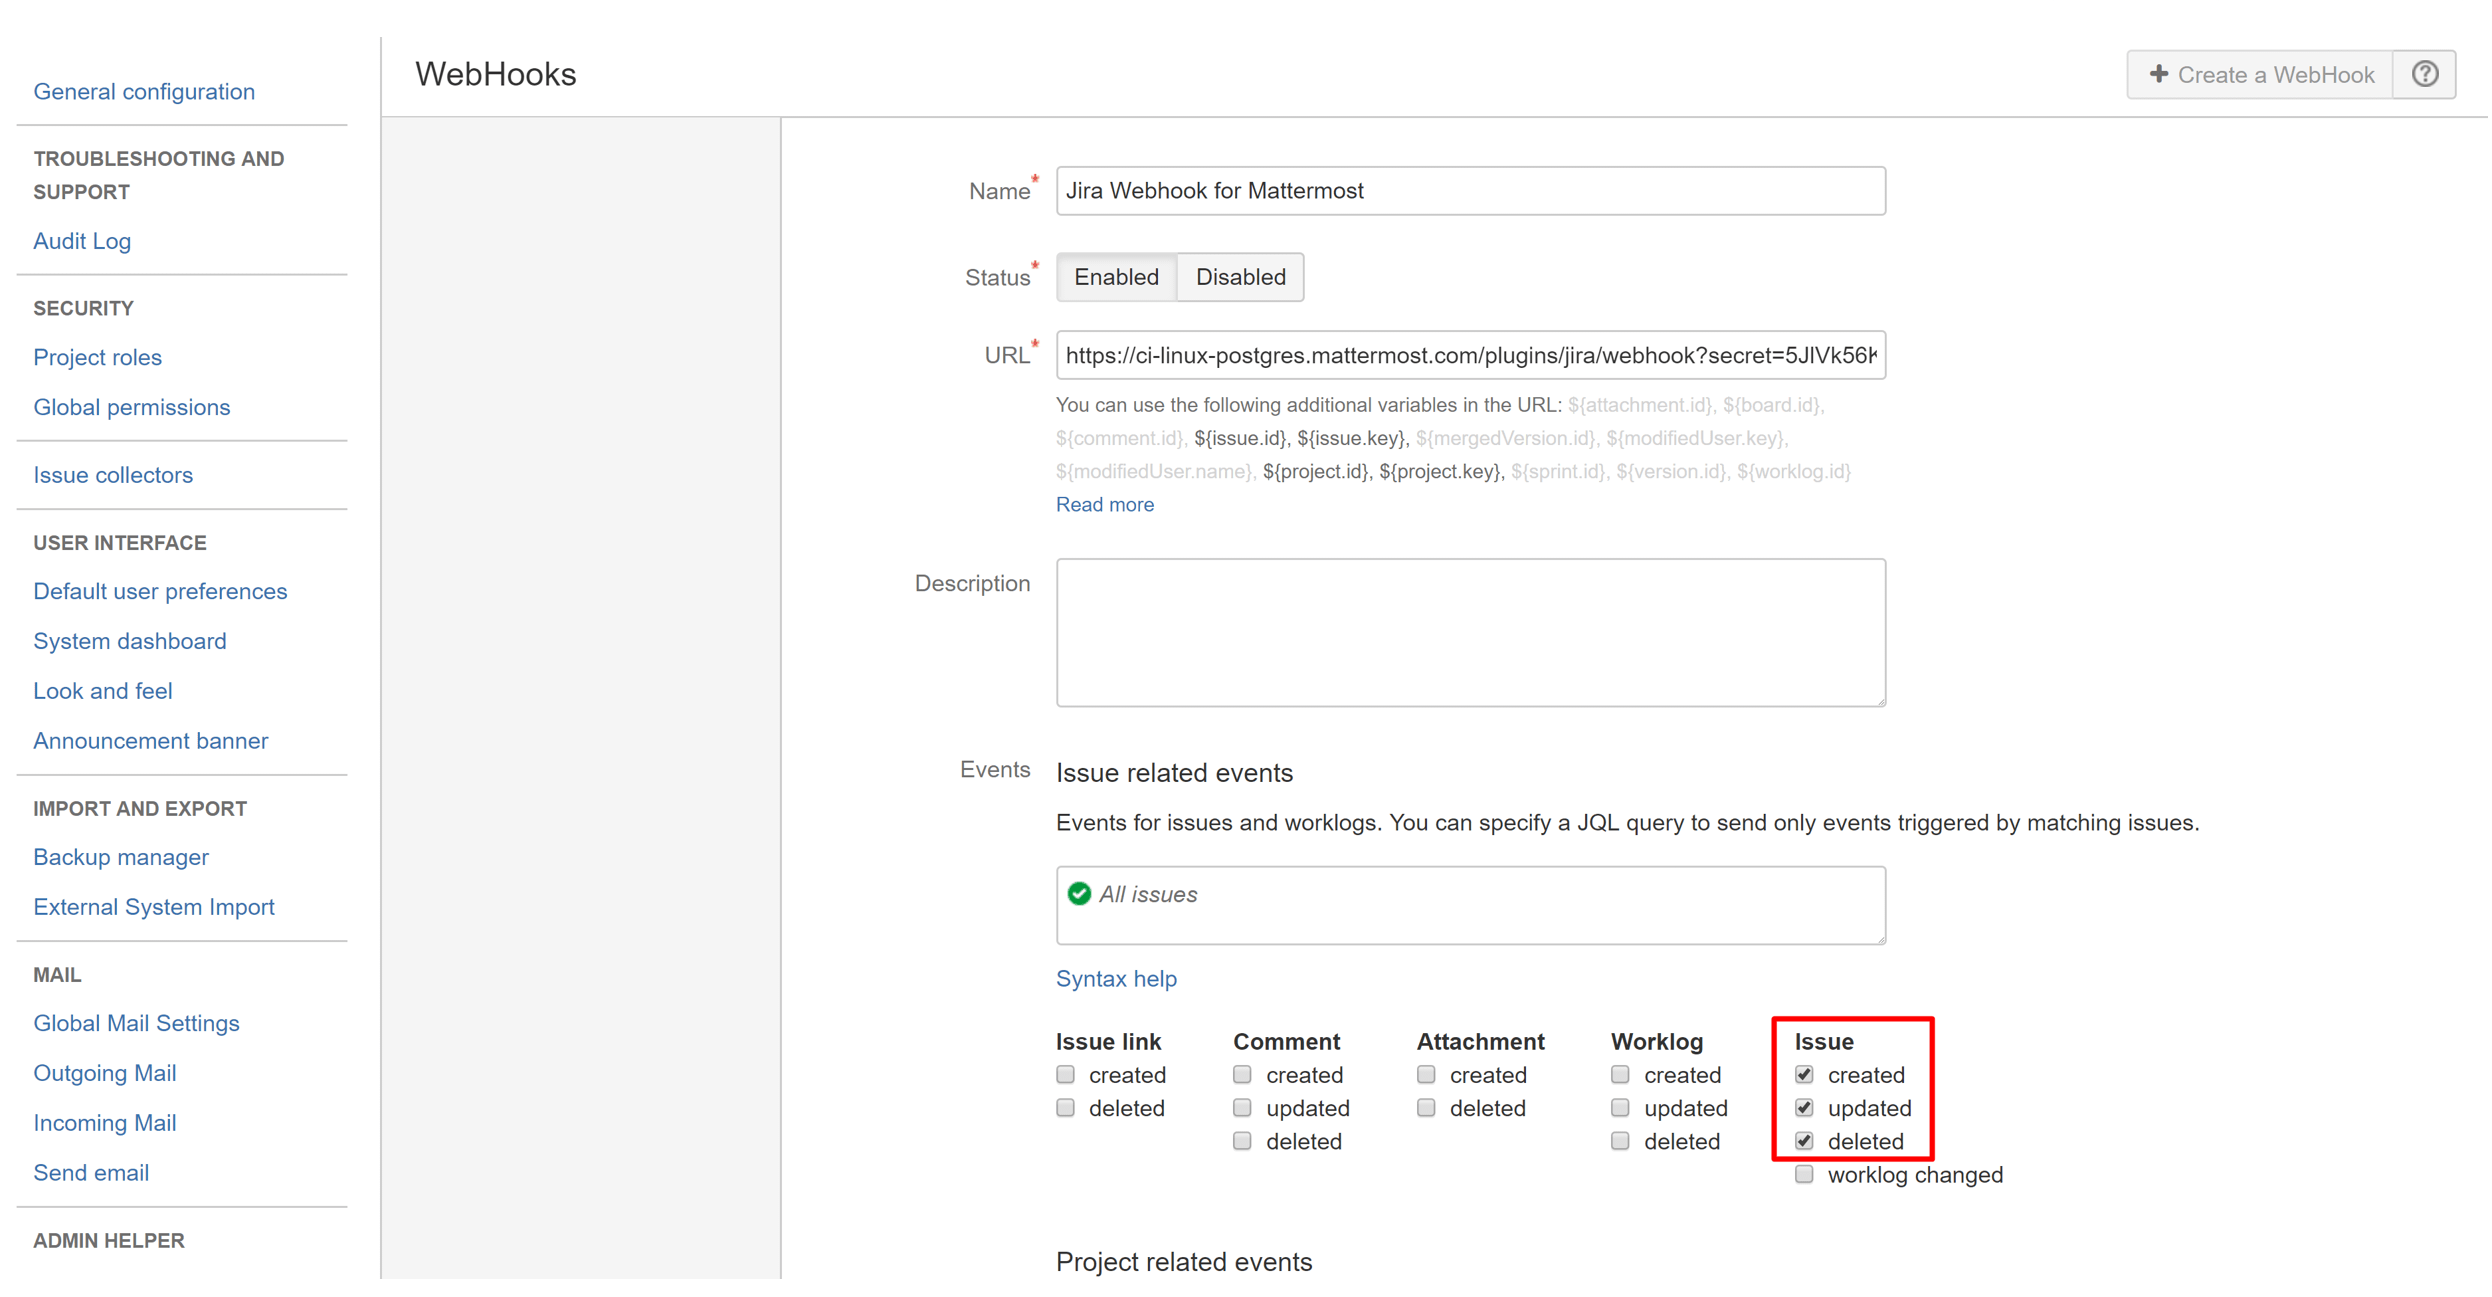 General configuration
TROUBLESHOOTING AND
SUPPORT
Audit Log
SECURITY
Project roles
Global permissions
Issue collectors
USER INTERFACE
Default user preferences
System dashboard
Look and feel
Announcement banner
IMPORT AND EXPORT
Backup manager
External System Import
MAIL
Global Mail Settings
Outgoing Mail
Incoming Mail
Send email
ADMIN HELPER
WebHooks
Create a WebHook
Name* Jira Webhook for Mattermost
Status* Enabled Disabled
URL* https://ci-linux-postgres.mattermost.com/plugins/jira/webhook?secret=5JlVk56K
You can use the following additional variables in the URL: ${attachment.id}, ${board.id},
${comment.id}, ${issue.id}, ${issue.key}, ${mergedVersion.id}, ${modifiedUser.key},
${modifiedUser.name}, ${project.id}, ${project.key}, ${sprint.id}, ${version.id}, ${worklog.id}
Read more
Description
Events Issue related events
Events for issues and worklogs. You can specify a JQL query to send only events triggered by matching issues.
All issues
Syntax help
Issue link Comment Attachment Worklog Issue
created created created created created
deleted updated deleted updated updated
deleted deleted deleted
worklog changed
Project related events